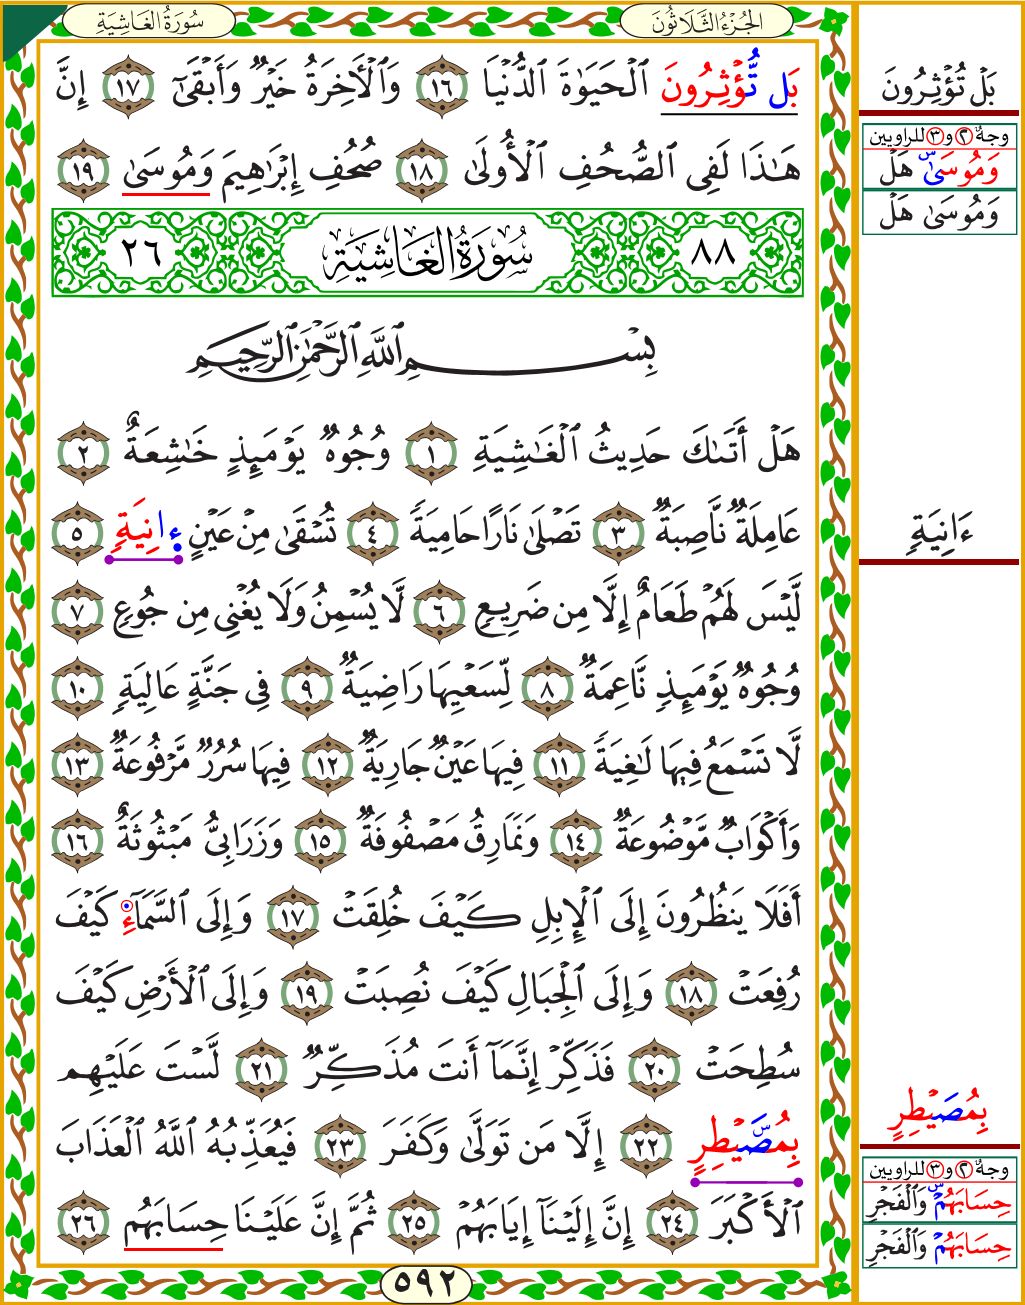 سُورَةُ الغَاشِيَةِ
الجُزْءُ الثَّلَاثُونَ
بَل تُّؤْثِرُونَ ٱلْحَيَوٰةَ ٱلدُّنْيَا ١٦ وَٱلْأَخِرَةُ خَيْرٌ وَأَبْقَىٰٓ ١٧ إِنَّ
هَٰذَا لَفِى ٱلصُّحُفِ ٱلْأُولَىٰ ١٨ صُحُفِ إِبْرَٰهِيمَ وَمُوسَىٰ ١٩
٨٨ سُورَةُ الغَاشِيَةِ ٢٦
بِسْمِ ٱللَّهِ ٱلرَّحْمَٰنِ ٱلرَّحِيمِ
هَلْ أَتَىٰكَ حَدِيثُ ٱلْغَٰشِيَةِ ١ وُجُوهٌ يَوْمَئِذٍ خَٰشِعَةٌ ٢
عَامِلَةٌ نَّاصِبَةٌ ٣ تَصْلَىٰ نَارًا حَامِيَةً ٤ تُسْقَىٰ مِنْ عَيْنٍ ءَانِيَةٍ ٥
لَّيْسَ لَهُمْ طَعَامٌ إِلَّا مِن ضَرِيعٍ ٦ لَّا يُسْمِنُ وَلَا يُغْنِى مِن جُوعٍ ٧
وُجُوهٌ يَوْمَئِذٍ نَّاعِمَةٌ ٨ لِّسَعْيِهَا رَاضِيَةٌ ٩ فِى جَنَّةٍ عَالِيَةٍ ١٠
لَّا تَسْمَعُ فِيهَا لَٰغِيَةً ١١ فِيهَا عَيْنٌ جَارِيَةٌ ١٢ فِيهَا سُرُرٌ مَّرْفُوعَةٌ ١٣
وَأَكْوَابٌ مَّوْضُوعَةٌ ١٤ وَنَمَارِقُ مَصْفُوفَةٌ ١٥ وَزَرَابِىُّ مَبْثُوثَةٌ ١٦
أَفَلَا يَنظُرُونَ إِلَى ٱلْإِبِلِ كَيْفَ خُلِقَتْ ١٧ وَإِلَى ٱلسَّمَآءِ كَيْفَ
رُفِعَتْ ١٨ وَإِلَى ٱلْجِبَالِ كَيْفَ نُصِبَتْ ١٩ وَإِلَى ٱلْأَرْضِ كَيْفَ
سُطِحَتْ ٢٠ فَذَكِّرْ إِنَّمَآ أَنتَ مُذَكِّرٌ ٢١ لَّسْتَ عَلَيْهِم
بِمُصَۜيْطِرٍ ٢٢ إِلَّا مَن تَوَلَّىٰ وَكَفَرَ ٢٣ فَيُعَذِّبُهُ ٱللَّهُ ٱلْعَذَابَ
ٱلْأَكْبَرَ ٢٤ إِنَّ إِلَيْنَآ إِيَابَهُمْ ٢٥ ثُمَّ إِنَّ عَلَيْنَا حِسَابَهُم ٢٦
٥٩٢
بَلْ تُؤْثِرُونَ
وجهُ ٢ و٣ للراويين
وَمُوسَىٰۜ هَلْ
وَمُوسَىٰ هَلْ
ءَانِيَةٍ
بِمُصَيْطِرٍ
وجهُ ٢ و٣ للراويين
حِسَابَهُمْۜ وَٱلْفَجْرِ
حِسَابَهُمْ وَٱلْفَجْرِ